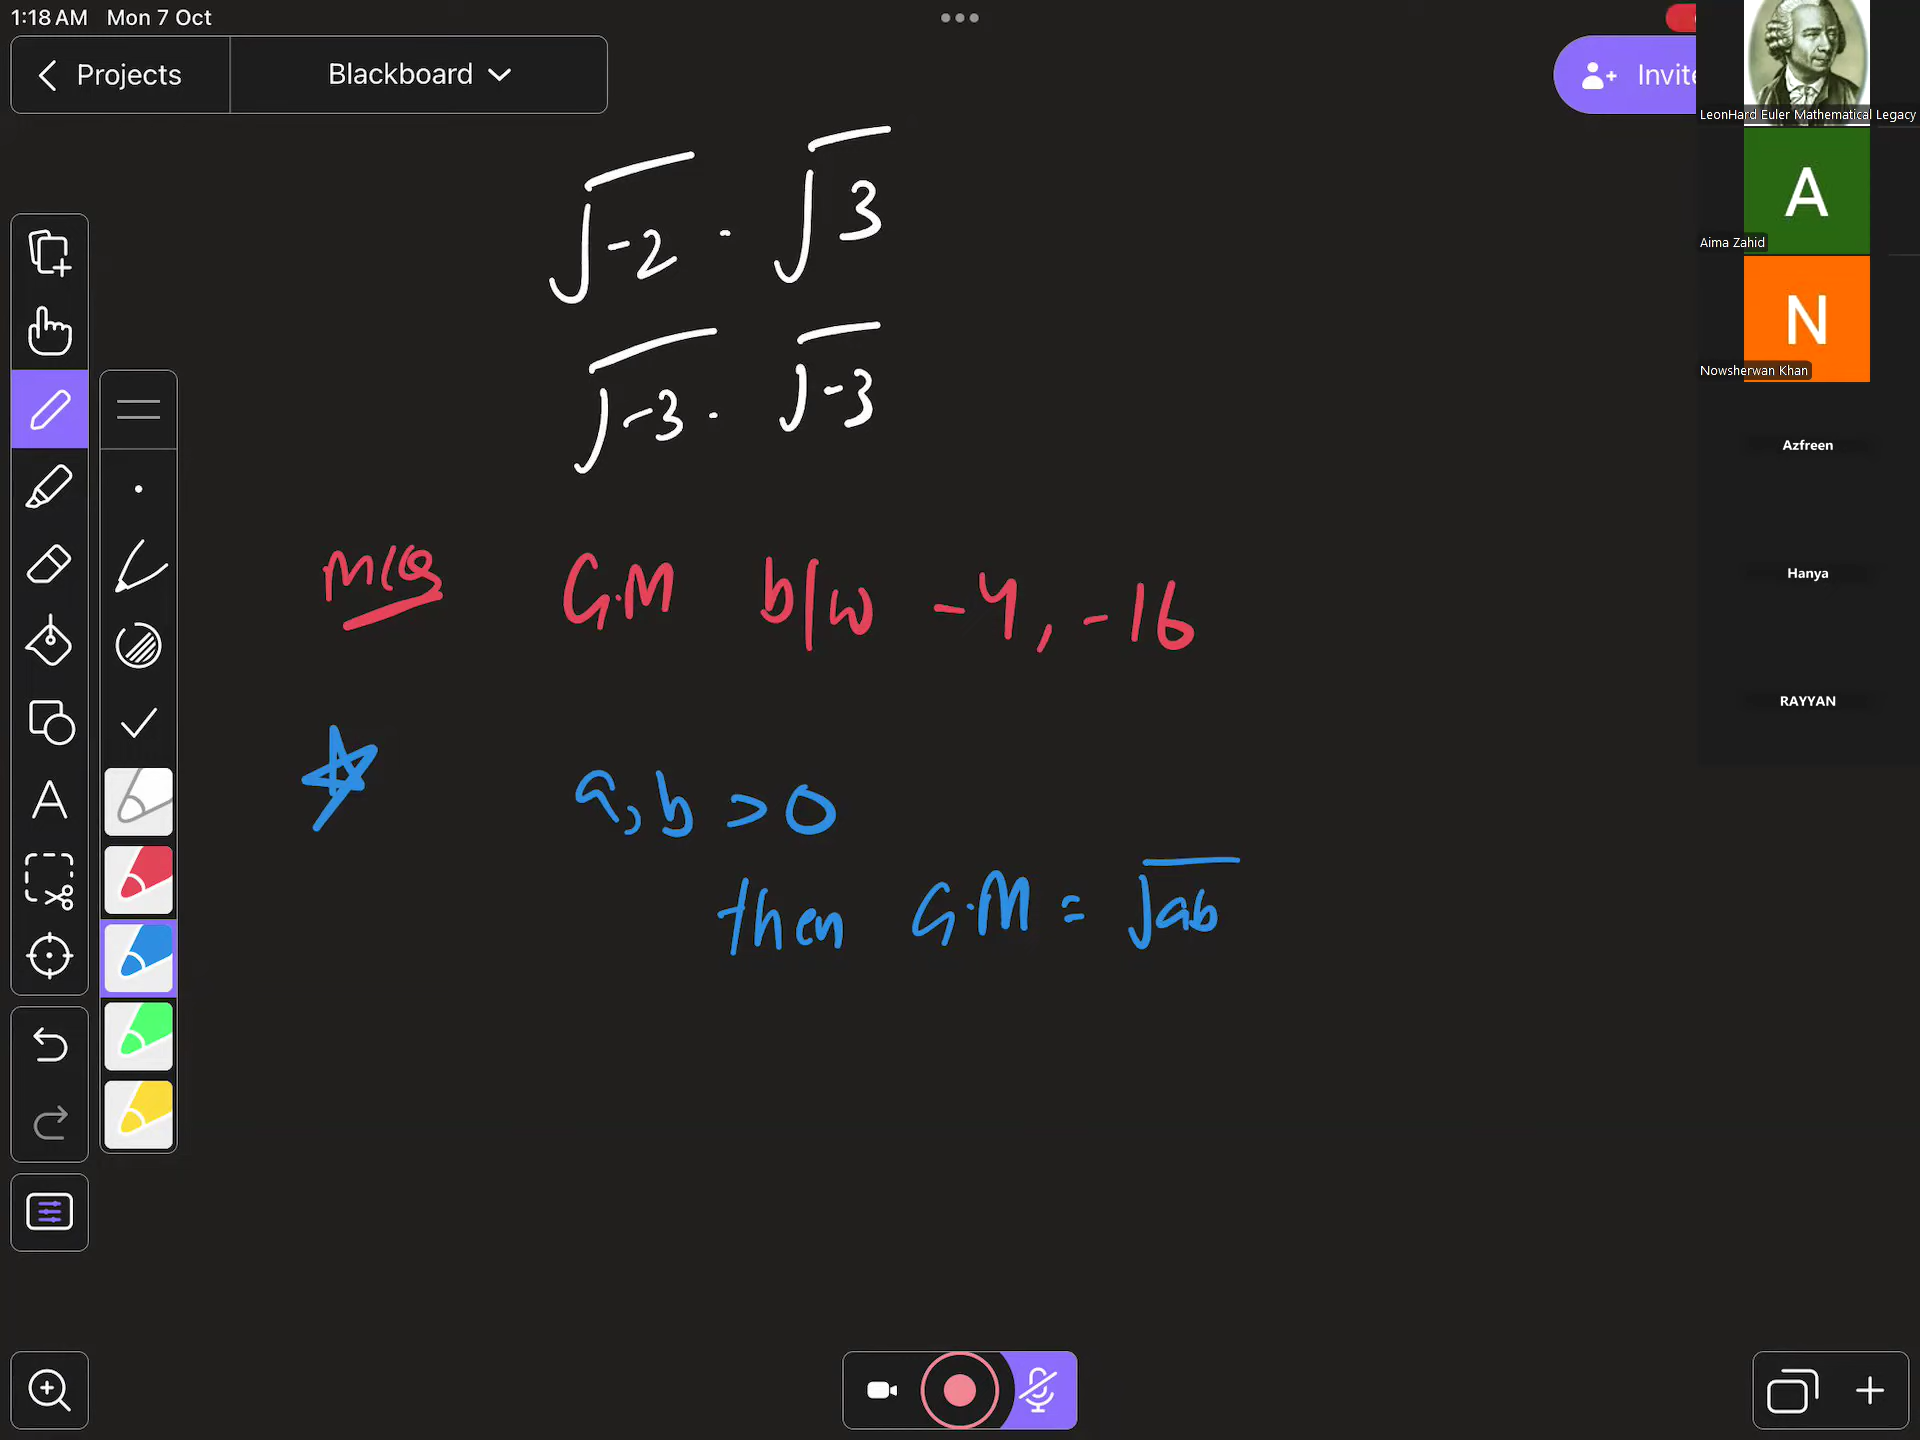 1:18 AM Mon 7 Oct
Projects
Blackboard
Invite
LeonHard Euler Mathematical Legacy
A
Aima Zahid
N
Nowsherwan Khan
Azfreen
Hanya
RAYYAN
√-2 · √3
√-3 · √-3
MCQ G.M b/w -4, -16
a, b > 0
then G.M = √ab
A